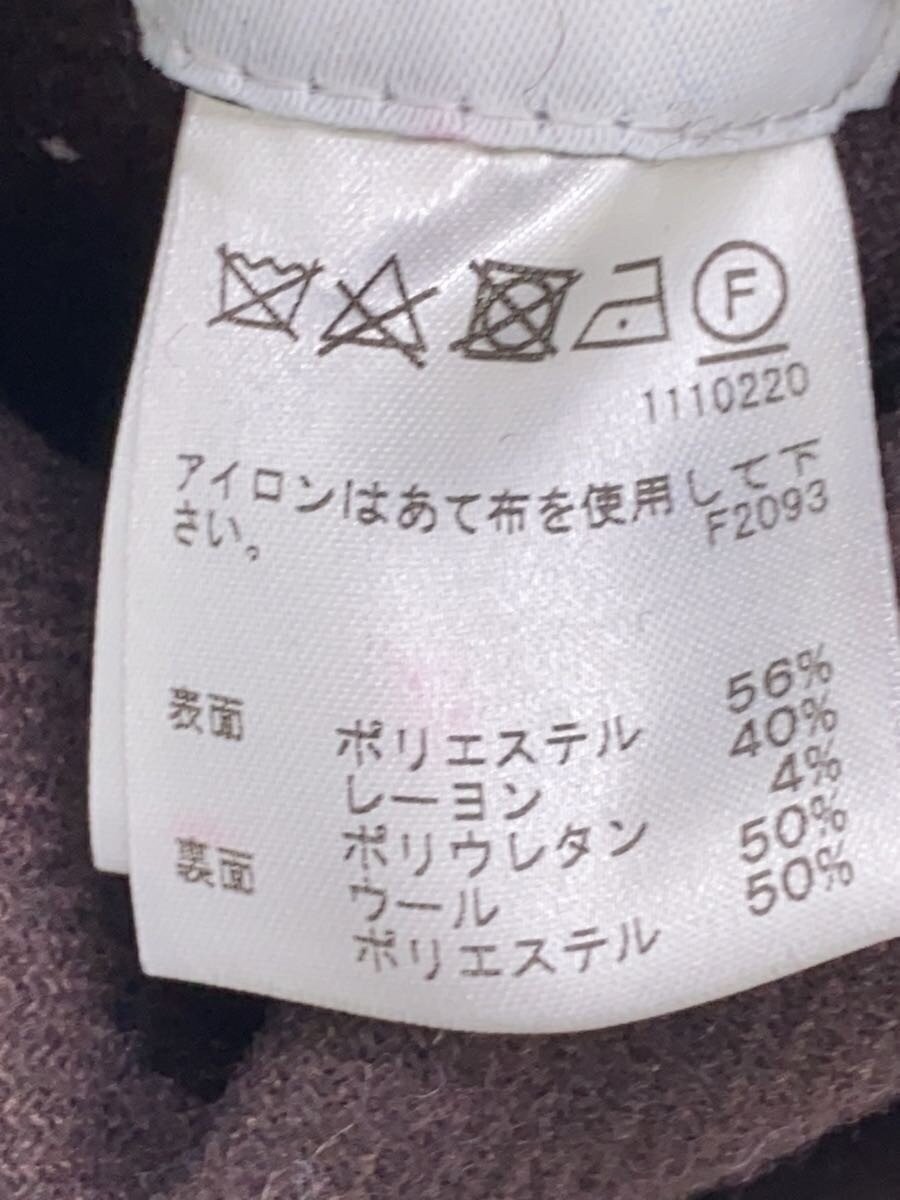 F
1110220
アイロンはあて布を使用して下
さい。 F2093
表面 ポリエステル 56%
レーヨン 40%
ポリウレタン 4%
裏面 ウール 50%
ポリエステル 50%